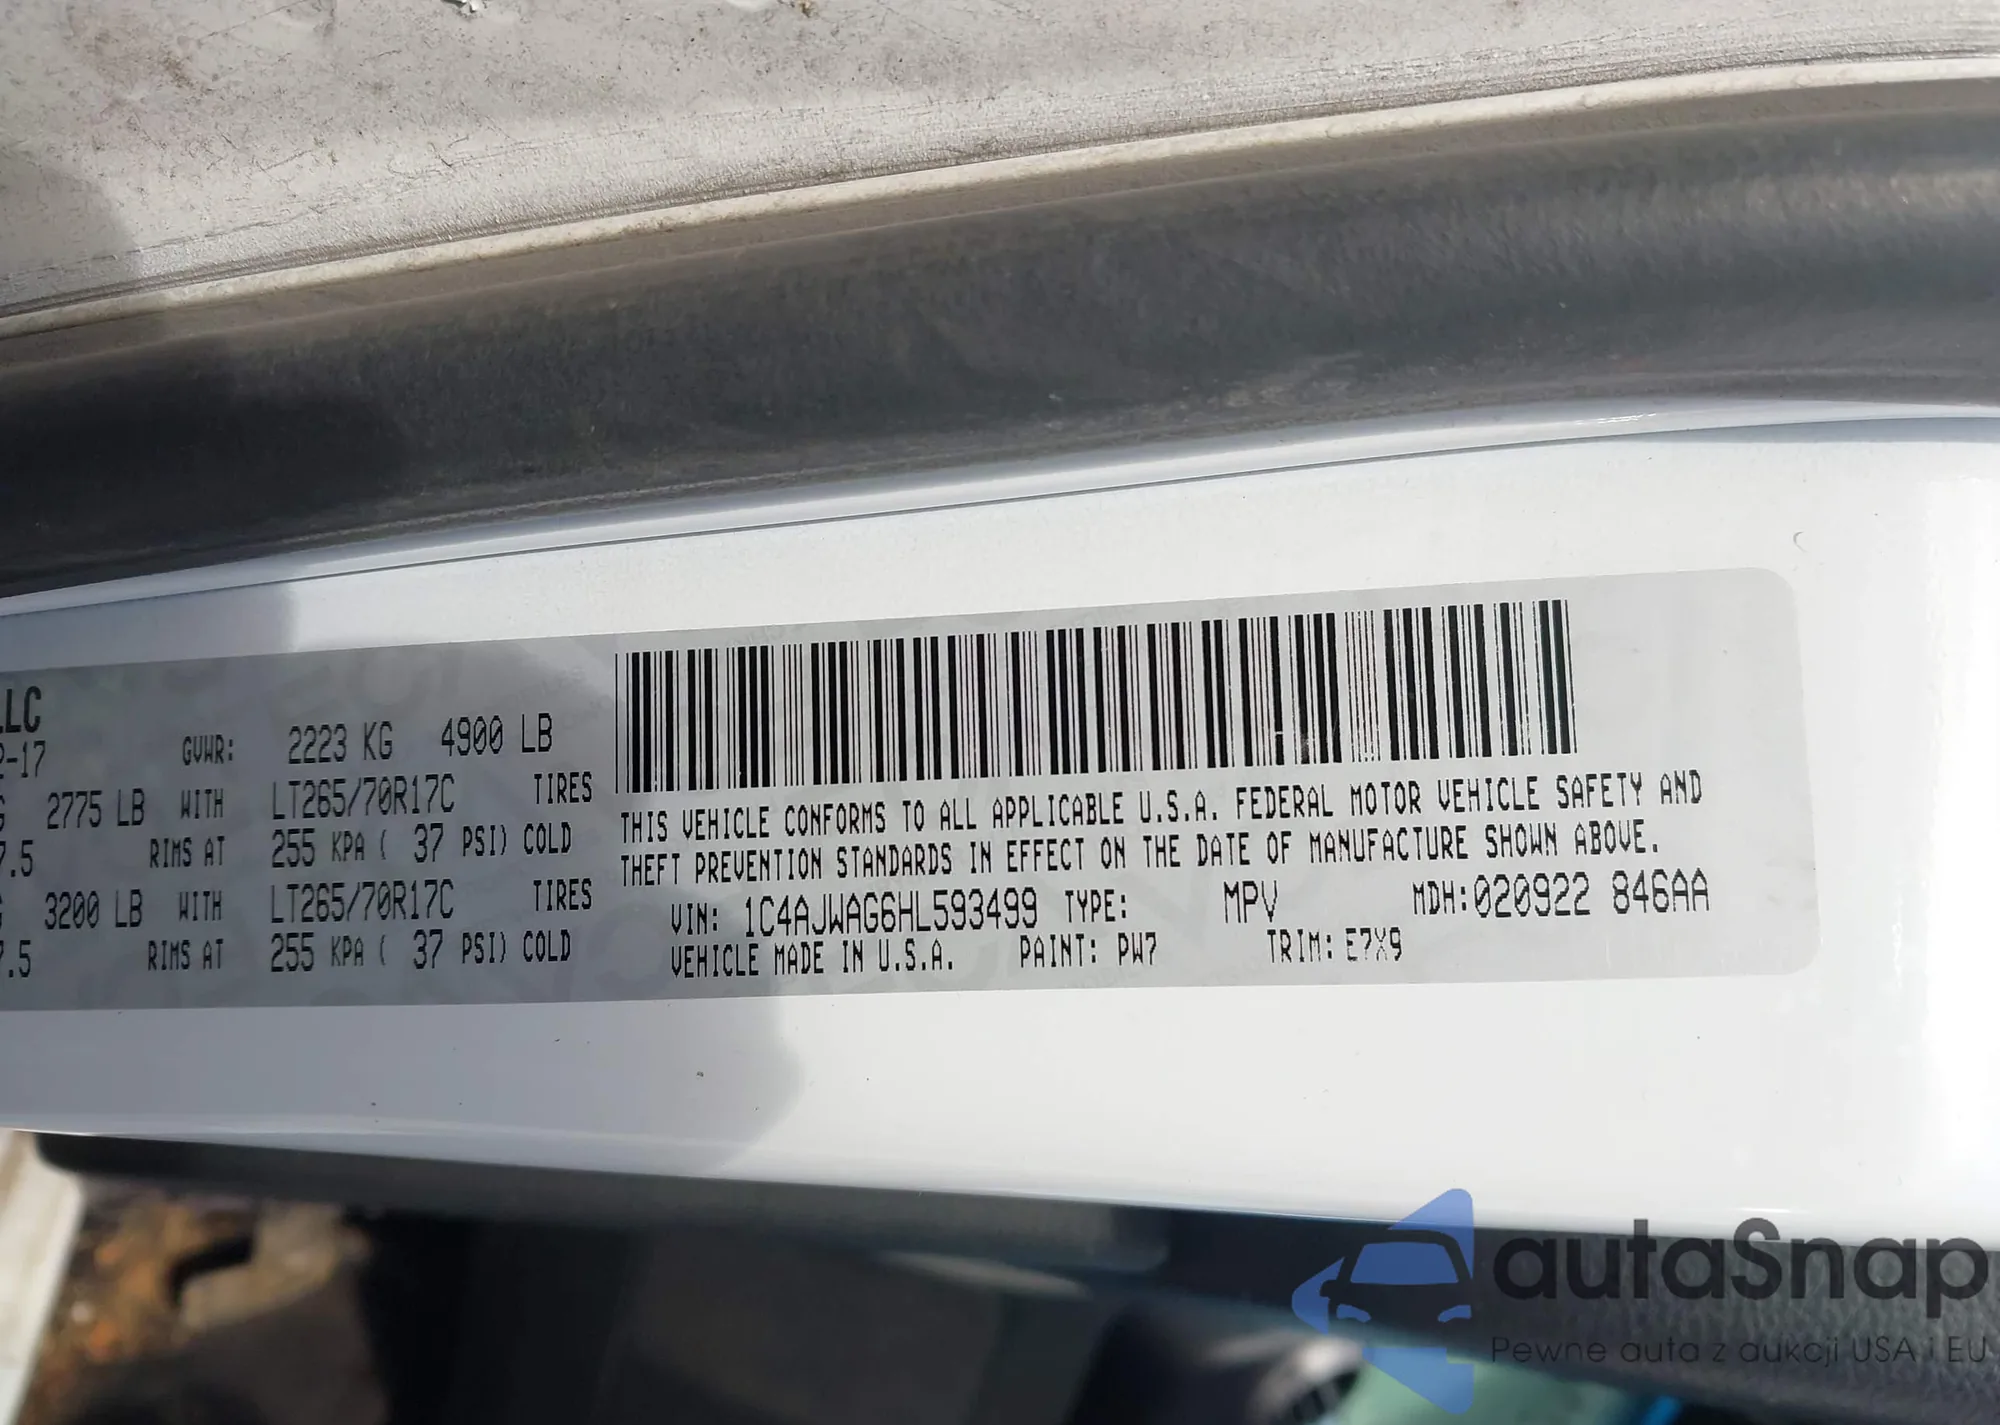 LLC
2-17 GVWR: 2223 KG 4900 LB
G 2775 LB WITH LT265/70R17C TIRES
7.5 RIMS AT 255 KPA ( 37 PSI) COLD
G 3200 LB WITH LT265/70R17C TIRES
7.5 RIMS AT 255 KPA ( 37 PSI) COLD
THIS VEHICLE CONFORMS TO ALL APPLICABLE U.S.A. FEDERAL MOTOR VEHICLE SAFETY AND
THEFT PREVENTION STANDARDS IN EFFECT ON THE DATE OF MANUFACTURE SHOWN ABOVE.
VIN: 1C4AJWAG6HL593499 TYPE: MPV MDH:020922 846AA
VEHICLE MADE IN U.S.A. PAINT: PW7 TRIM: E7X9
autaSnap
Pewne auta z aukcji USA i EU